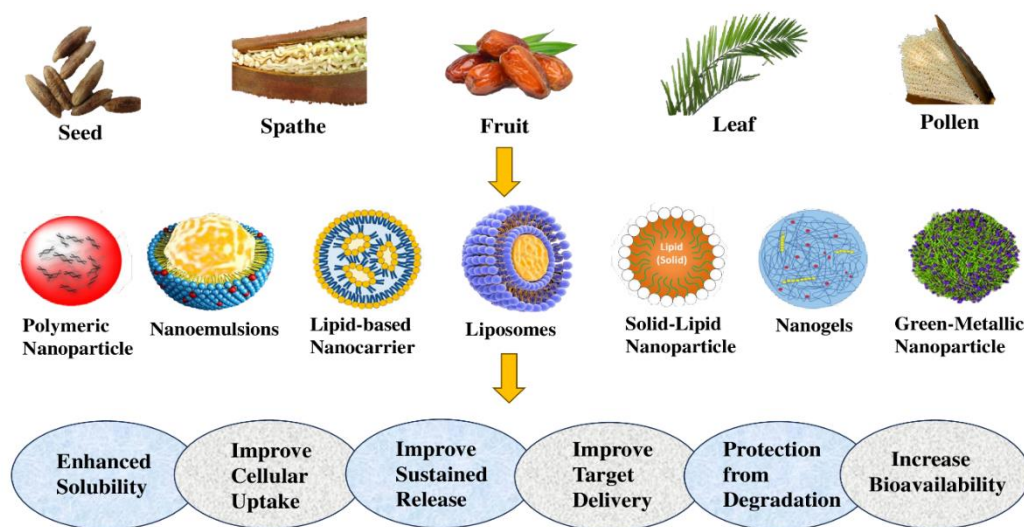 Seed
Spathe
Fruit
Leaf
Pollen
Lipid
(Solid)
Polymeric
Nanoparticle
Nanoemulsions
Lipid-based
Nanocarrier
Liposomes
Solid-Lipid
Nanoparticle
Nanogels
Green-Metallic
Nanoparticle
Enhanced
Solubility
Improve
Cellular
Uptake
Improve
Sustained
Release
Improve
Target
Delivery
Protection
from
Degradation
Increase
Bioavailability